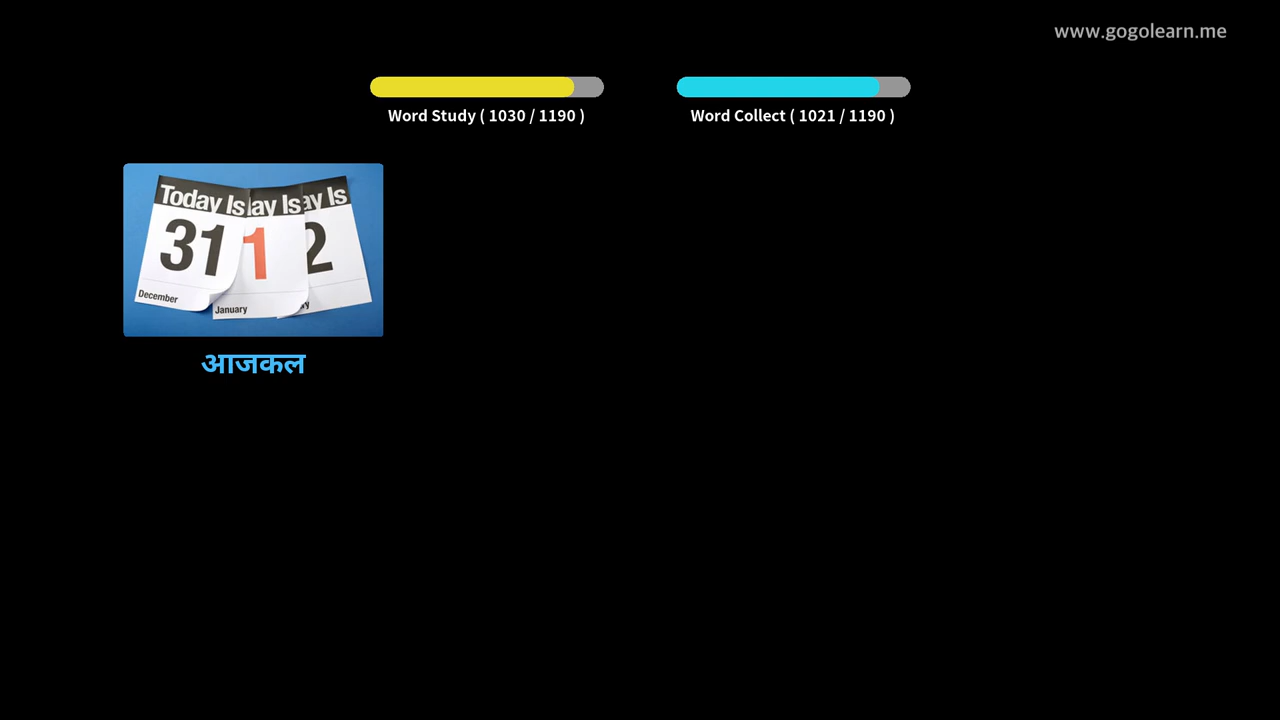 www.gogolearn.me
Word Study ( 1030 / 1190 )
Word Collect ( 1021 / 1190 )
Today Is
ay Is
ay Is
31
1
2
December
January
आजकल